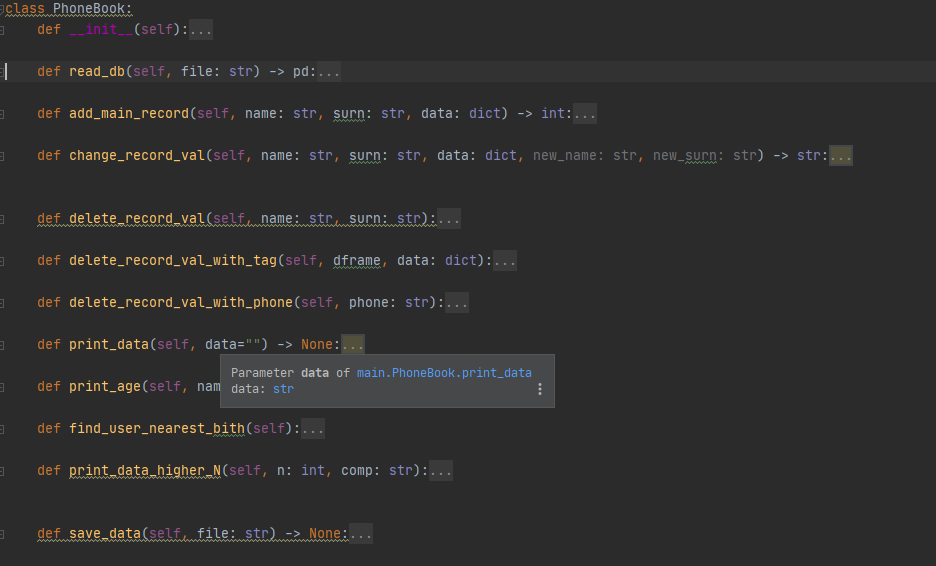 class PhoneBook:
def __init__(self):...
def read_db(self, file: str) -> pd:...
def add_main_record(self, name: str, surn: str, data: dict) -> int:...
def change_record_val(self, name: str, surn: str, data: dict, new_name: str, new_surn: str) -> str:...
def delete_record_val(self, name: str, surn: str):...
def delete_record_val_with_tag(self, dframe, data: dict):...
def delete_record_val_with_phone(self, phone: str):...
def print_data(self, data="") -> None:...
Parameter data of main.PhoneBook.print_data
data: str
def print_age(self, nam
def find_user_nearest_bith(self):...
def print_data_higher_N(self, n: int, comp: str):...
def save_data(self, file: str) -> None:...